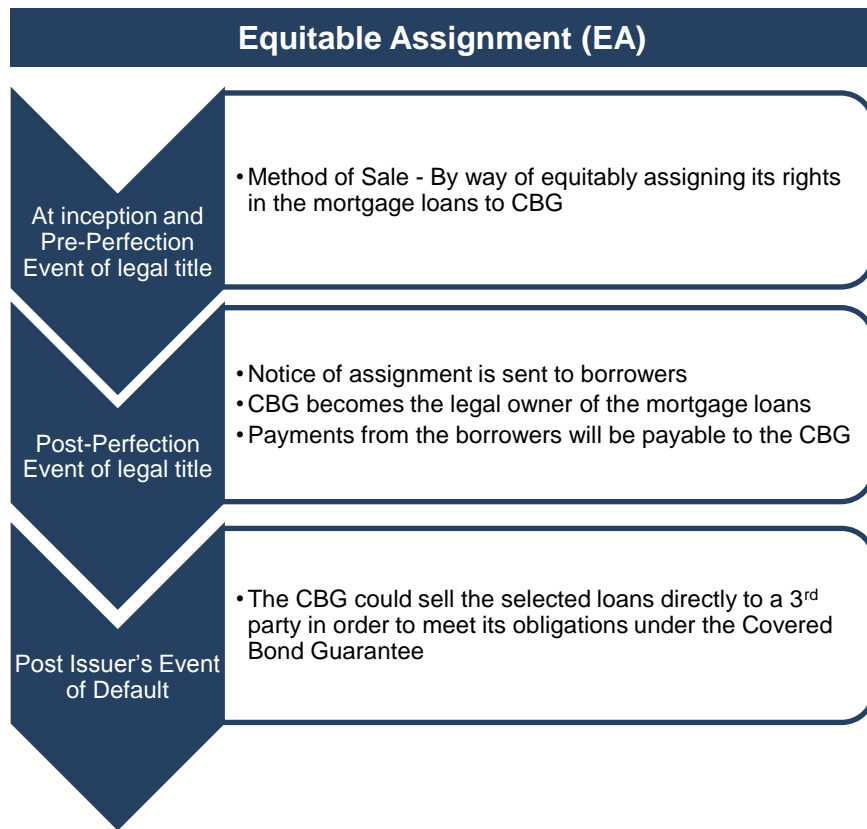 Equitable Assignment (EA)
At inception and
Pre-Perfection
Event of legal title
•Method of Sale - By way of equitably assigning its rights
in the mortgage loans to CBG
Post-Perfection
Event of legal title
•Notice of assignment is sent to borrowers
•CBG becomes the legal owner of the mortgage loans
•Payments from the borrowers will be payable to the CBG
Post Issuer’s Event
of Default
•The CBG could sell the selected loans directly to a 3rd
party in order to meet its obligations under the Covered
Bond Guarantee